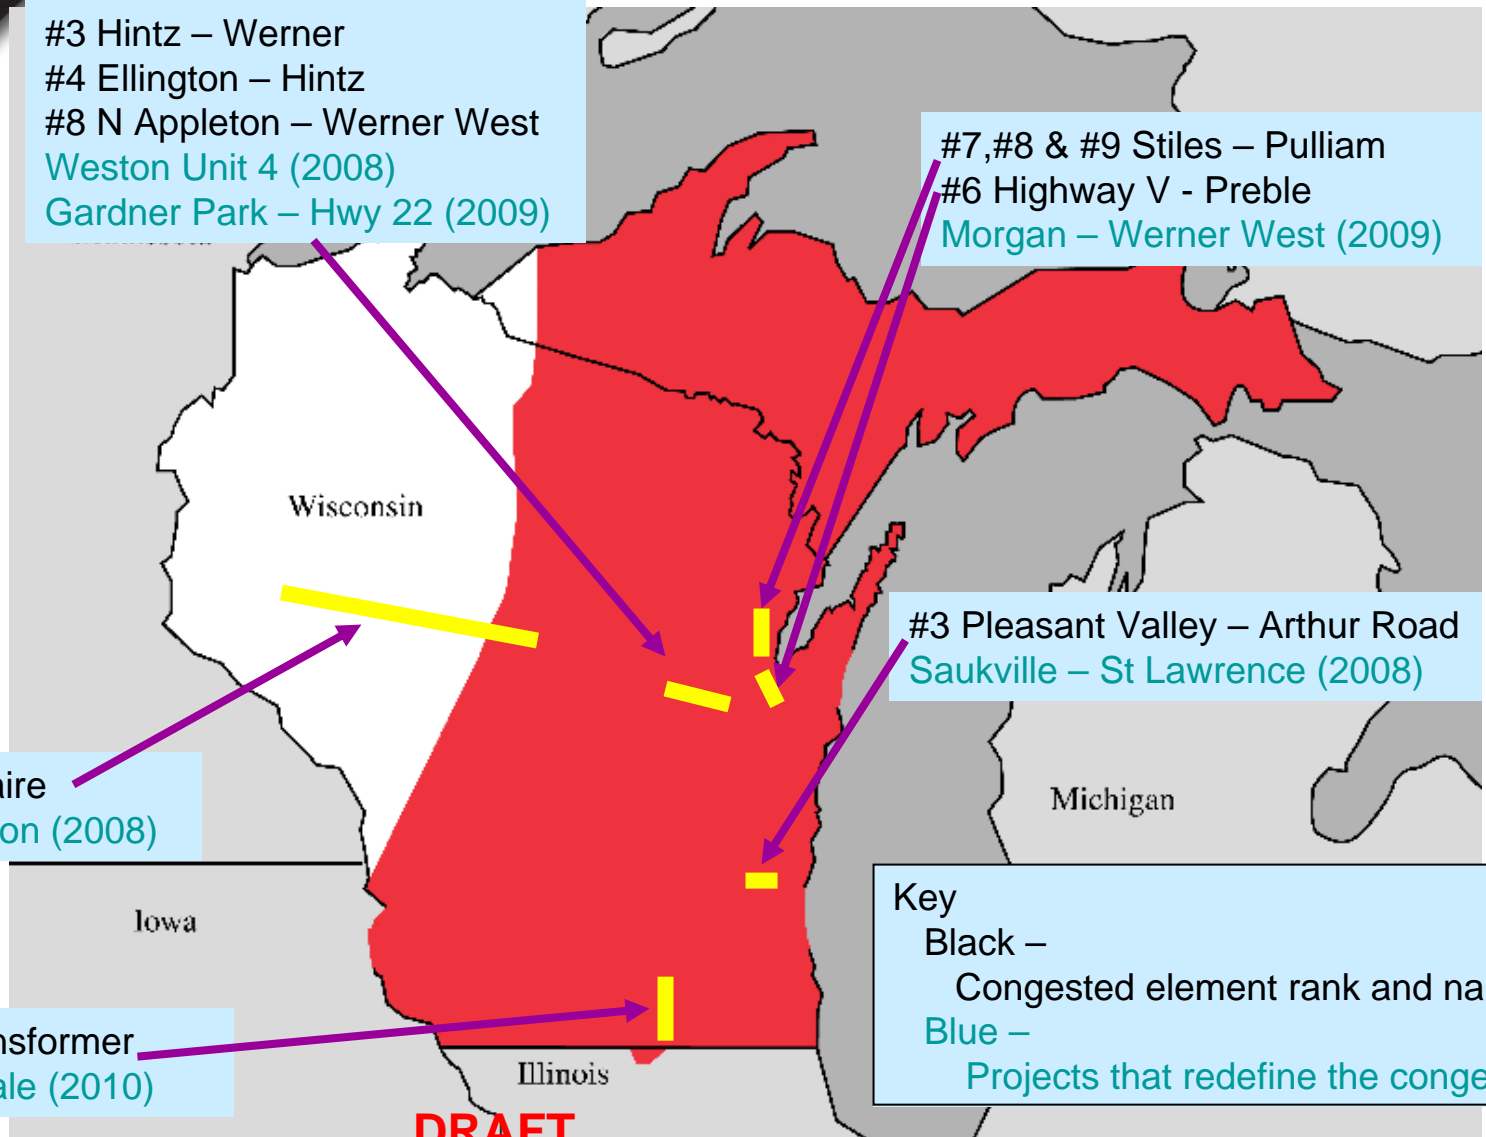 #3 Hintz – Werner
#4 Ellington – Hintz
#8 N Appleton – Werner West
Weston Unit 4 (2008)
Gardner Park – Hwy 22 (2009)
#7,#8 & #9 Stiles – Pulliam
#6 Highway V - Preble
Morgan – Werner West (2009)
Wisconsin
#3 Pleasant Valley – Arthur Road
Saukville – St Lawrence (2008)
aire
on (2008)
Michigan
Iowa
Key
Black –
Congested element rank and na
Blue –
Projects that redefine the conge
nsformer
ale (2010)
Illinois
DRAFT